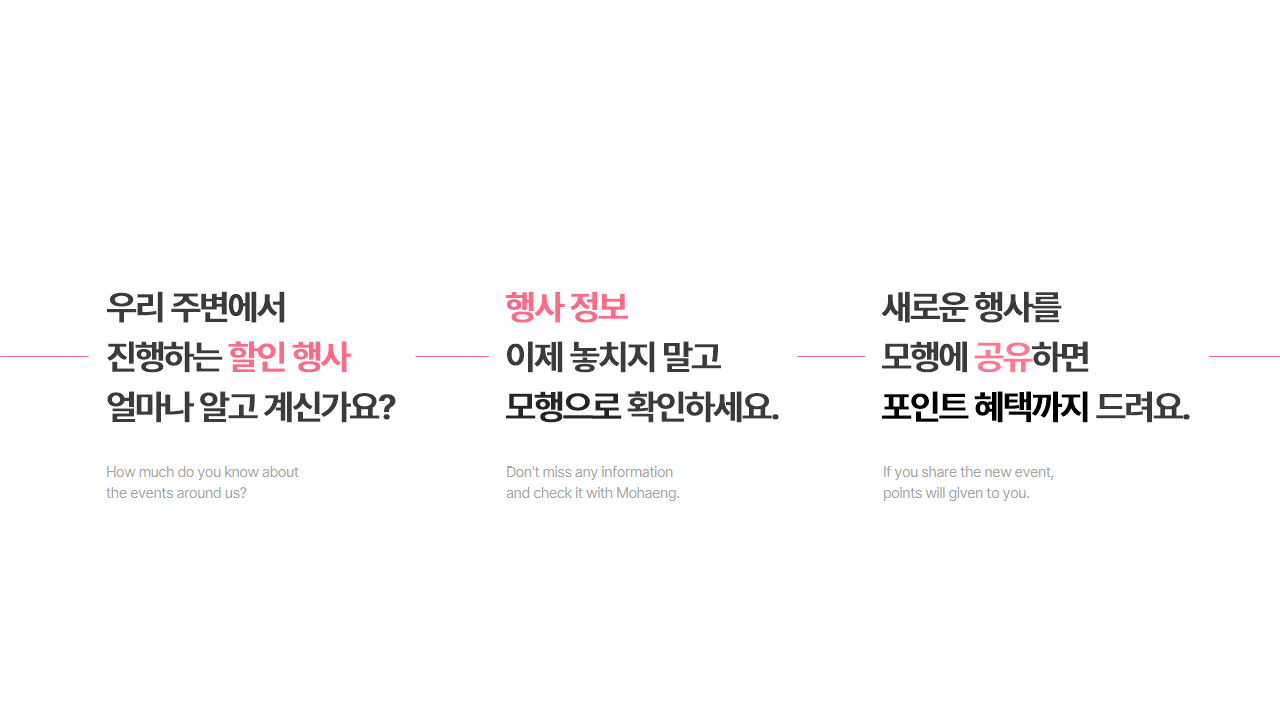 우리 주변에서
진행하는 할인 행사
얼마나 알고 계신가요?
How much do you know about
the events around us?
행사 정보
이제 놓치지 말고
모행으로 확인하세요.
Don't miss any information
and check it with Mohaeng.
새로운 행사를
모행에 공유하면
포인트 혜택까지 드려요.
If you share the new event,
points will given to you.